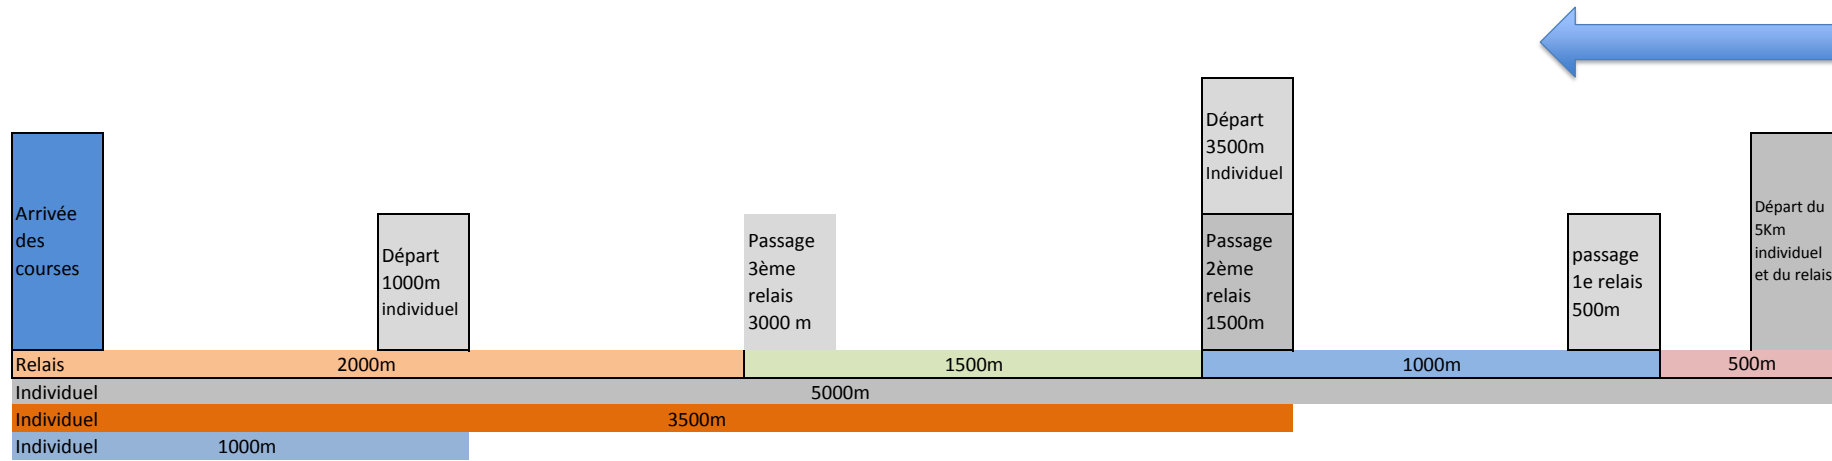 Arrivée
des
courses
Départ
1000m
individuel
Passage
3ème
relais
3000 m
Départ
3500m
Individuel
Passage
2ème
relais
1500m
passage
1e relais
500m
Départ du
5Km
individuel
et du relais
Relais 2000m 1500m 1000m 500m
Individuel 5000m
Individuel 3500m
Individuel 1000m